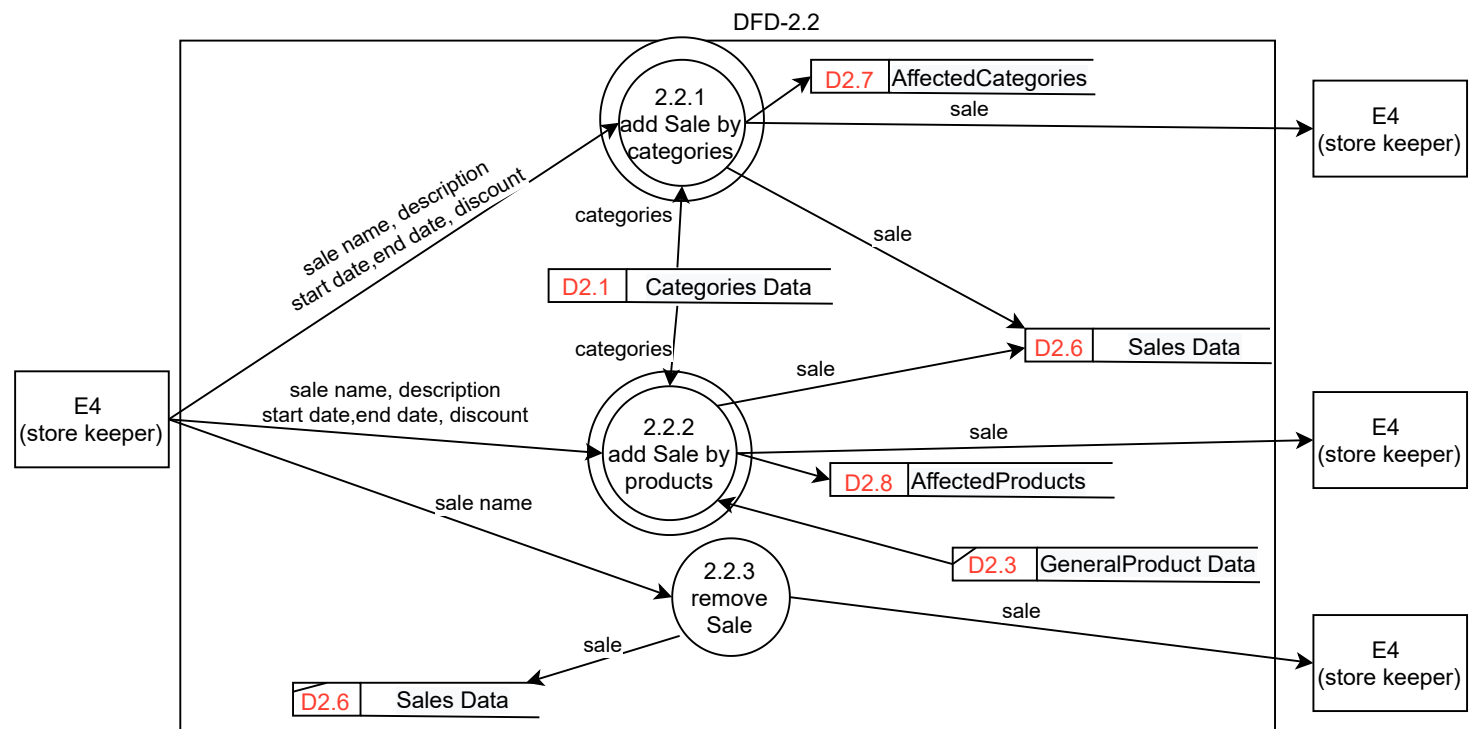 DFD-2.2
2.2.1
add Sale by
categories
D2.7 AffectedCategories
sale
E4
(store keeper)
sale name, description
start date,end date, discount
categories
sale
D2.1 Categories Data
categories
D2.6 Sales Data
sale
E4
(store keeper)
sale name, description
start date,end date, discount
2.2.2
add Sale by
products
sale
E4
(store keeper)
D2.8 AffectedProducts
sale name
D2.3 GeneralProduct Data
2.2.3
remove
Sale
sale
sale
E4
(store keeper)
D2.6 Sales Data